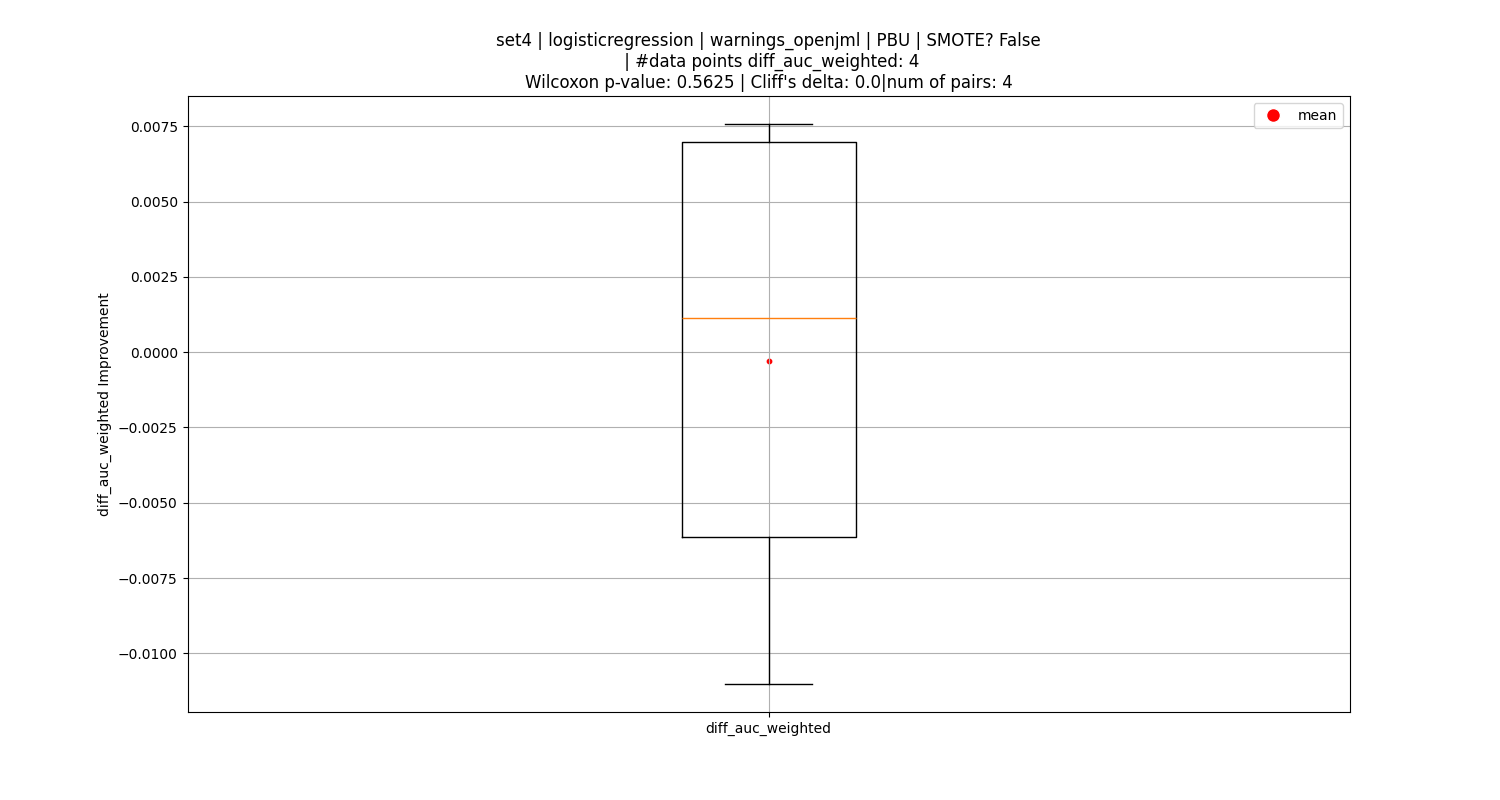 set4 | logisticregression | warnings_openjml | PBU | SMOTE? False
| #data points diff_auc_weighted: 4
Wilcoxon p-value: 0.5625 | Cliff's delta: 0.0|num of pairs: 4
mean
0.0075
0.0050
0.0025
0.0000
−0.0025
−0.0050
−0.0075
−0.0100
diff_auc_weighted Improvement
diff_auc_weighted